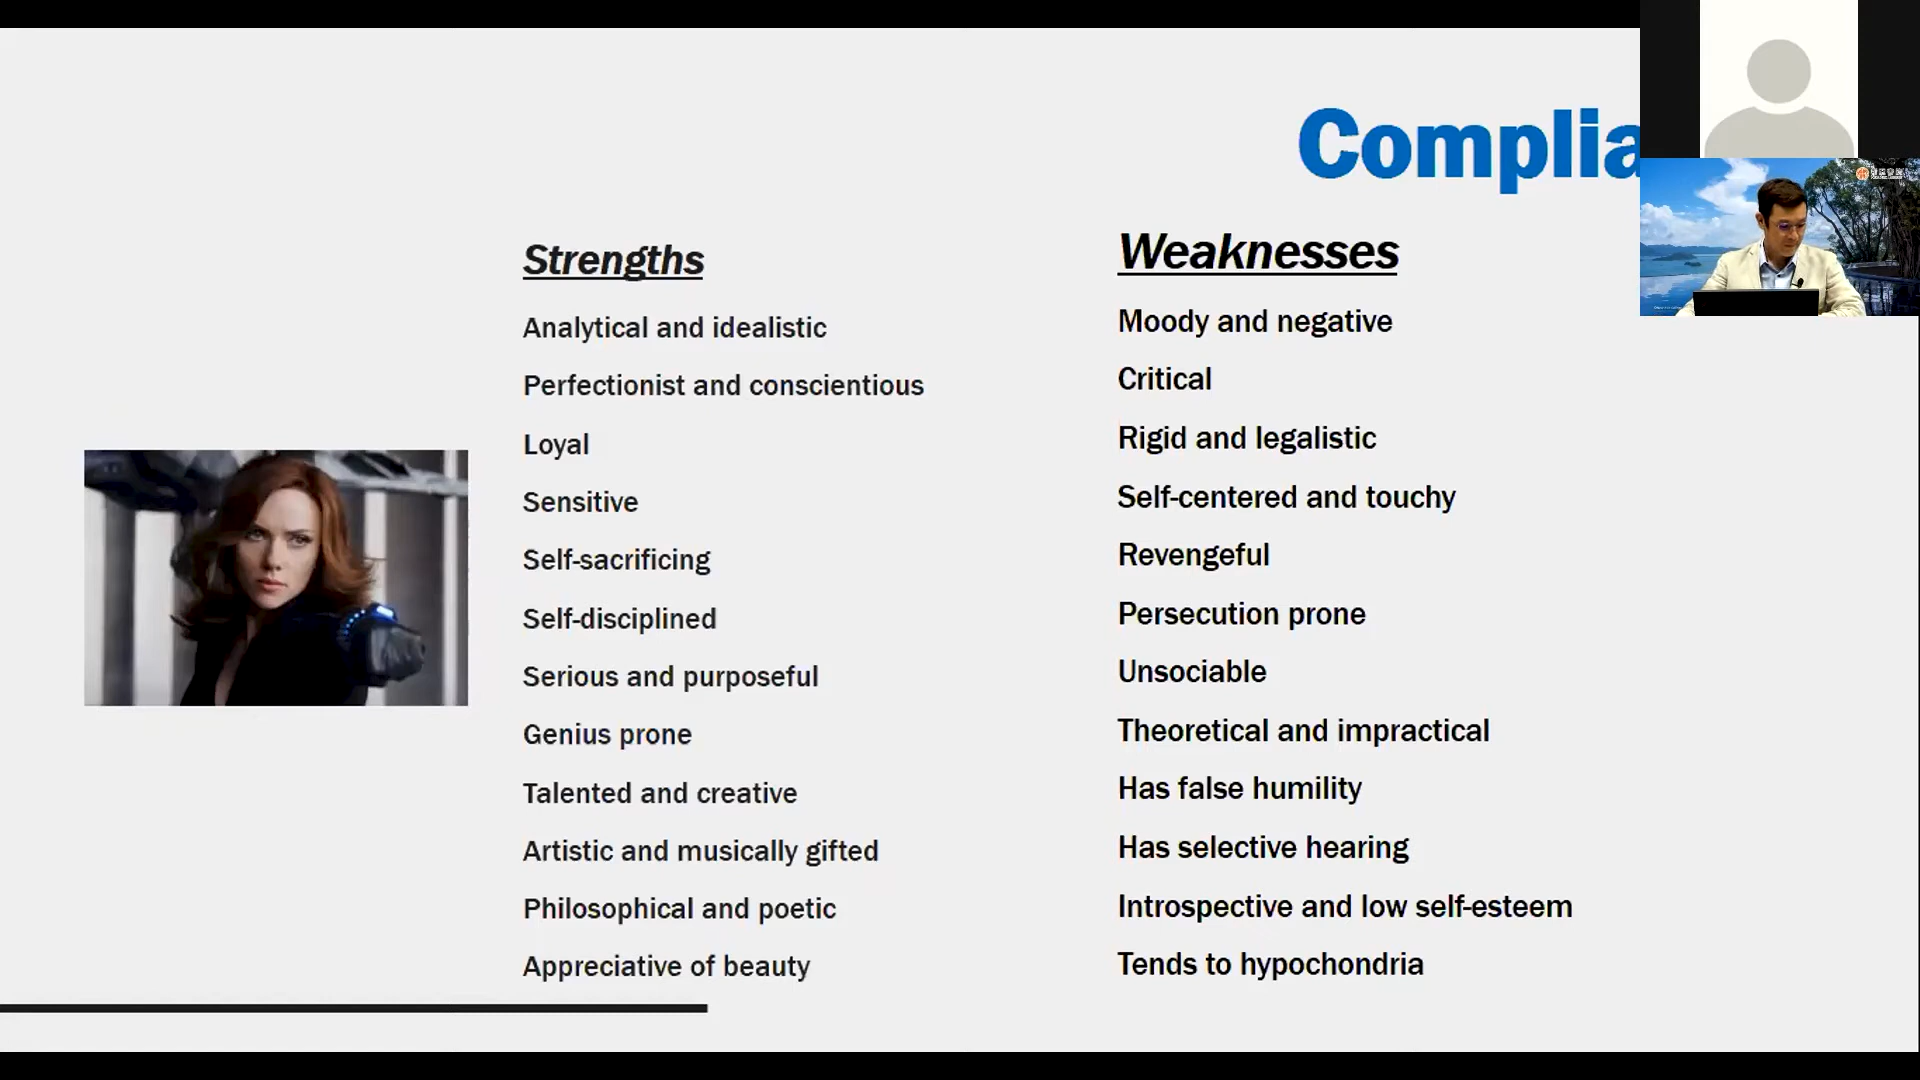 Complia
Strengths
Analytical and idealistic
Perfectionist and conscientious
Loyal
Sensitive
Self-sacrificing
Self-disciplined
Serious and purposeful
Genius prone
Talented and creative
Artistic and musically gifted
Philosophical and poetic
Appreciative of beauty
Weaknesses
Moody and negative
Critical
Rigid and legalistic
Self-centered and touchy
Revengeful
Persecution prone
Unsociable
Theoretical and impractical
Has false humility
Has selective hearing
Introspective and low self-esteem
Tends to hypochondria